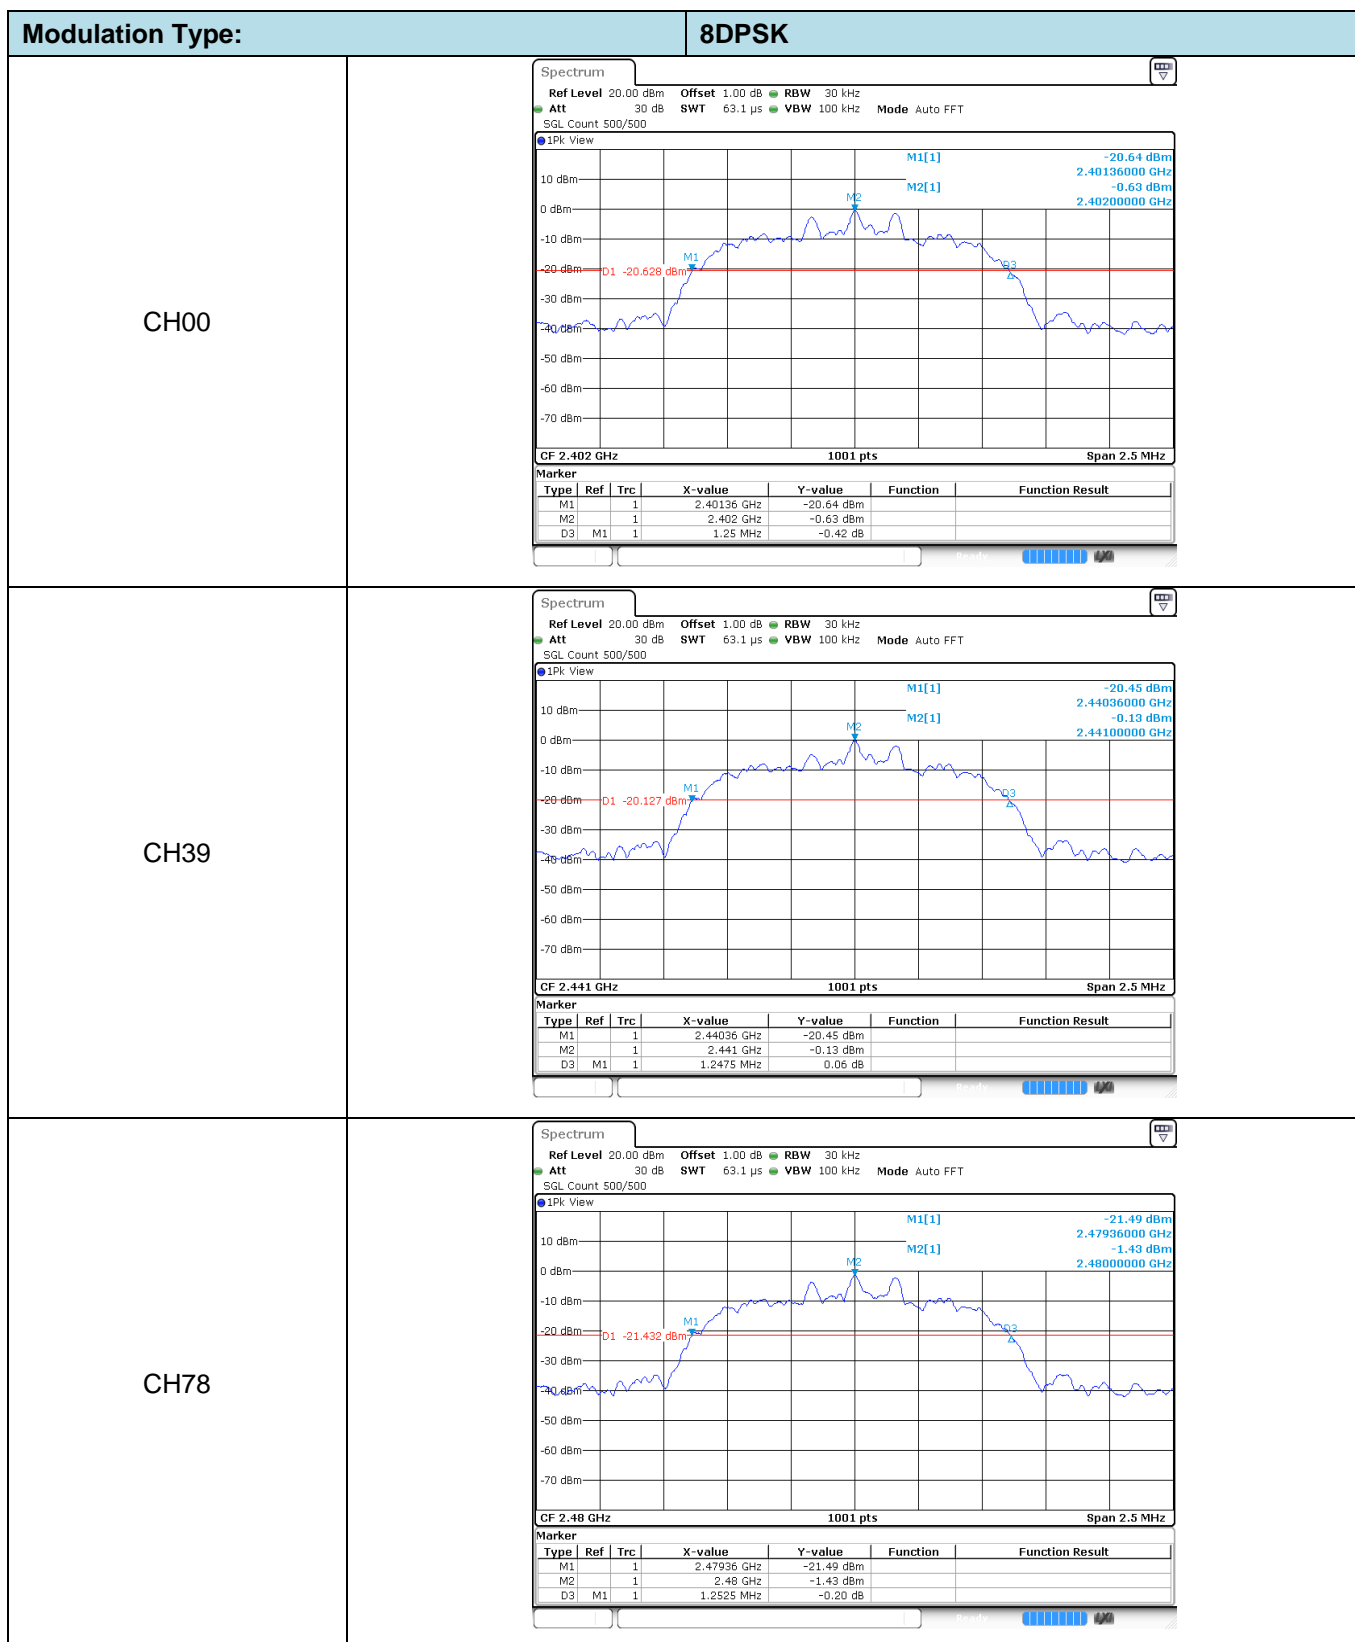 Modulation Type: 8DPSK
CH00
Spectrum
Ref Level 20.00 dBm Offset 1.00 dB RBW 30 kHz
Att 30 dB SWT 63.1 µs VBW 100 kHz Mode Auto FFT
SGL Count 500/500
1Pk View
M1[1] -20.64 dBm
2.40136000 GHz
10 dBm
M2[1] -0.63 dBm
M2
2.40200000 GHz
0 dBm
-10 dBm
M1
D3
-20 dBm
D1 -20.628 dBm
-30 dBm
-40 dBm
-50 dBm
-60 dBm
-70 dBm
CF 2.402 GHz 1001 pts Span 2.5 MHz
Marker
Type Ref Trc X-value Y-value Function Function Result
M1 1 2.40136 GHz -20.64 dBm
M2 1 2.402 GHz -0.63 dBm
D3 M1 1 1.25 MHz -0.42 dB
Ready
CH39
Spectrum
Ref Level 20.00 dBm Offset 1.00 dB RBW 30 kHz
Att 30 dB SWT 63.1 µs VBW 100 kHz Mode Auto FFT
SGL Count 500/500
1Pk View
M1[1] -20.45 dBm
2.44036000 GHz
10 dBm
M2[1] -0.13 dBm
M2
2.44100000 GHz
0 dBm
-10 dBm
M1
D3
-20 dBm
D1 -20.127 dBm
-30 dBm
-40 dBm
-50 dBm
-60 dBm
-70 dBm
CF 2.441 GHz 1001 pts Span 2.5 MHz
Marker
Type Ref Trc X-value Y-value Function Function Result
M1 1 2.44036 GHz -20.45 dBm
M2 1 2.441 GHz -0.13 dBm
D3 M1 1 1.2475 MHz 0.06 dB
Ready
CH78
Spectrum
Ref Level 20.00 dBm Offset 1.00 dB RBW 30 kHz
Att 30 dB SWT 63.1 µs VBW 100 kHz Mode Auto FFT
SGL Count 500/500
1Pk View
M1[1] -21.49 dBm
2.47936000 GHz
10 dBm
M2[1] -1.43 dBm
M2
2.48000000 GHz
0 dBm
-10 dBm
M1
D3
-20 dBm
D1 -21.432 dBm
-30 dBm
-40 dBm
-50 dBm
-60 dBm
-70 dBm
CF 2.48 GHz 1001 pts Span 2.5 MHz
Marker
Type Ref Trc X-value Y-value Function Function Result
M1 1 2.47936 GHz -21.49 dBm
M2 1 2.48 GHz -1.43 dBm
D3 M1 1 1.2525 MHz -0.20 dB
Ready